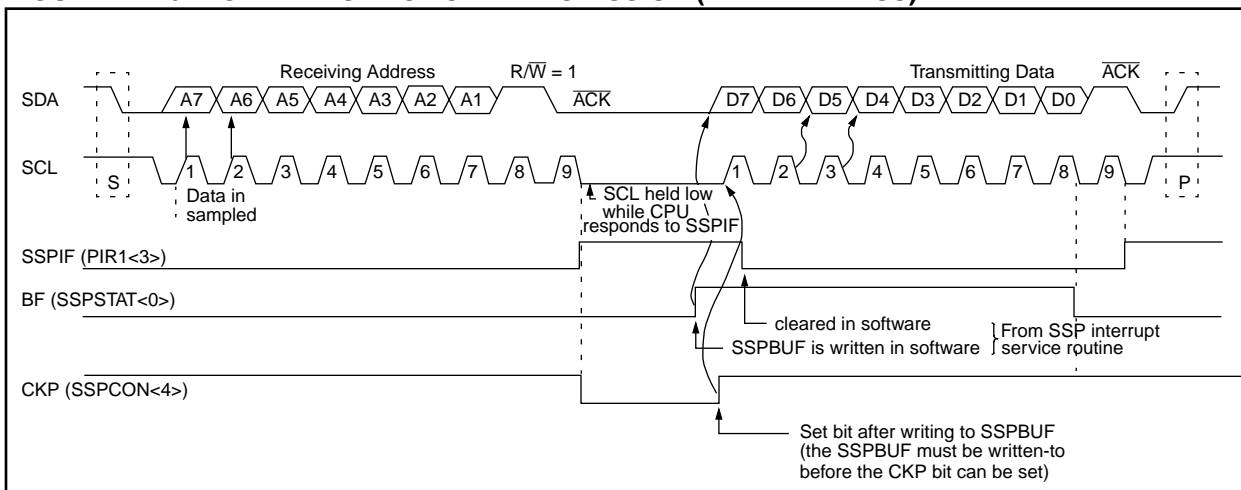 Receiving Address
R/W = 1
Transmitting Data
ACK
SDA
A7 A6 A5 A4 A3 A2 A1
ACK
D7 D6 D5 D4 D3 D2 D1 D0
SCL
S
1 2 3 4 5 6 7 8 9
1 2 3 4 5 6 7 8 9
P
Data in
sampled
SCL held low
while CPU
responds to SSPIF
SSPIF (PIR1<3>)
BF (SSPSTAT<0>)
cleared in software
SSPBUF is written in software
From SSP interrupt
service routine
CKP (SSPCON<4>)
Set bit after writing to SSPBUF
(the SSPBUF must be written-to
before the CKP bit can be set)